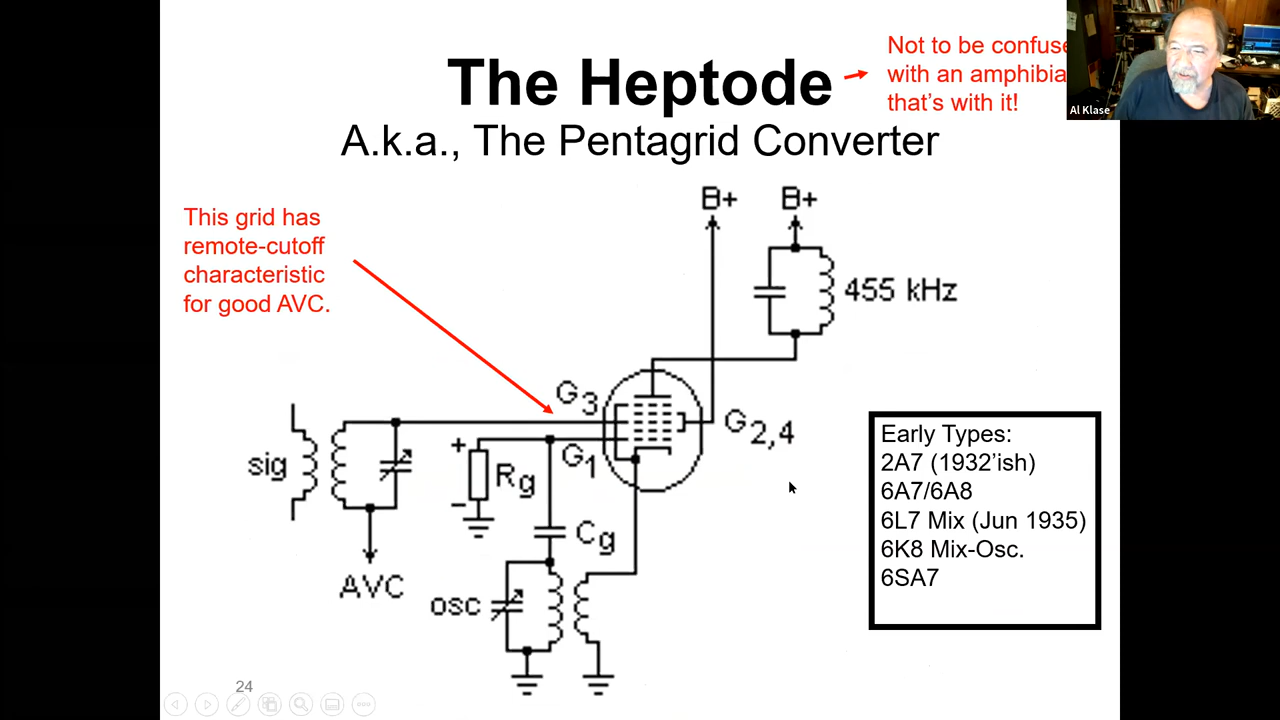 The Heptode
A.k.a., The Pentagrid Converter
Not to be confuse
with an amphibia
that's with it!
Al Klase
This grid has
remote-cutoff
characteristic
for good AVC.
B+
B+
455 kHz
G3
G2,4
sig
+
Rg
G1
−
Cg
AVC
osc
Early Types:
2A7 (1932'ish)
6A7/6A8
6L7 Mix (Jun 1935)
6K8 Mix-Osc.
6SA7
24